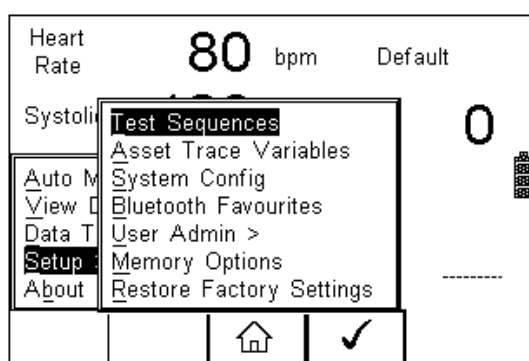 Heart
Rate
80 bpm
Default
Systoli
0
Test Sequences
Asset Trace Variables
System Config
Bluetooth Favourites
User Admin >
Memory Options
Restore Factory Settings
Auto M
View D
Data T
Setup
About